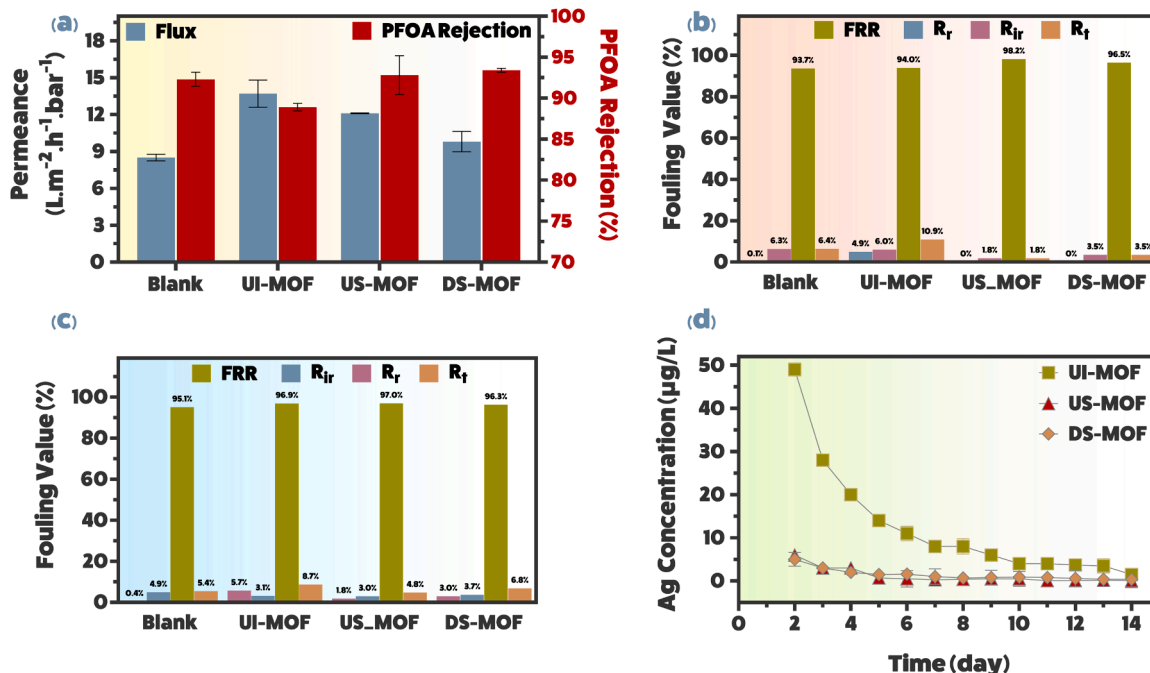 (a)
Flux
PFOA Rejection
Permeance
(L.m⁻².h⁻¹.bar⁻¹)
18
15
12
9
6
3
0
100
95
90
85
80
75
70
PFOA Rejection (%)
Blank
UI-MOF
US-MOF
DS-MOF
(b)
FRR
Rr
Rir
Rt
Fouling Value (%)
100
80
60
40
20
0
0.1%
6.3%
93.7%
6.4%
4.9%
6.0%
94.0%
10.9%
0%
1.8%
98.2%
1.8%
0%
3.5%
96.5%
3.5%
Blank
UI-MOF
US_MOF
DS-MOF
(c)
FRR
Rir
Rr
Rt
Fouling Value (%)
100
80
60
40
20
0
0.4%
4.9%
95.1%
5.4%
5.7%
3.1%
96.9%
8.7%
1.8%
3.0%
97.0%
4.8%
3.0%
3.7%
96.3%
6.8%
Blank
UI-MOF
US_MOF
DS-MOF
(d)
UI-MOF
US-MOF
DS-MOF
Ag Concentration (µg/L)
50
40
30
20
10
0
0
2
4
6
8
10
12
14
Time (day)